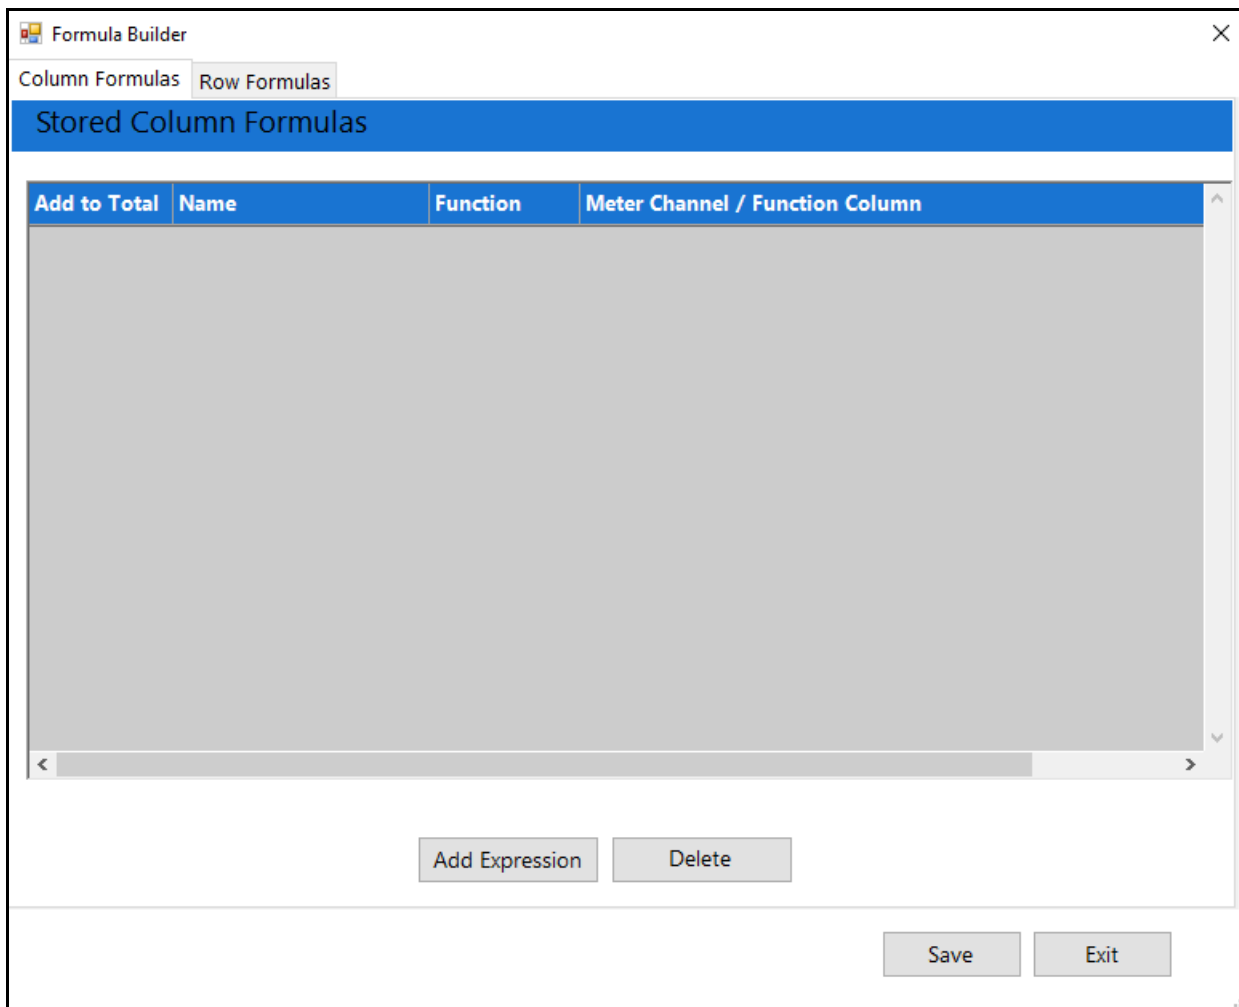 Formula Builder
Column Formulas Row Formulas
Stored Column Formulas
Add to Total Name Function Meter Channel / Function Column
Add Expression Delete
Save Exit